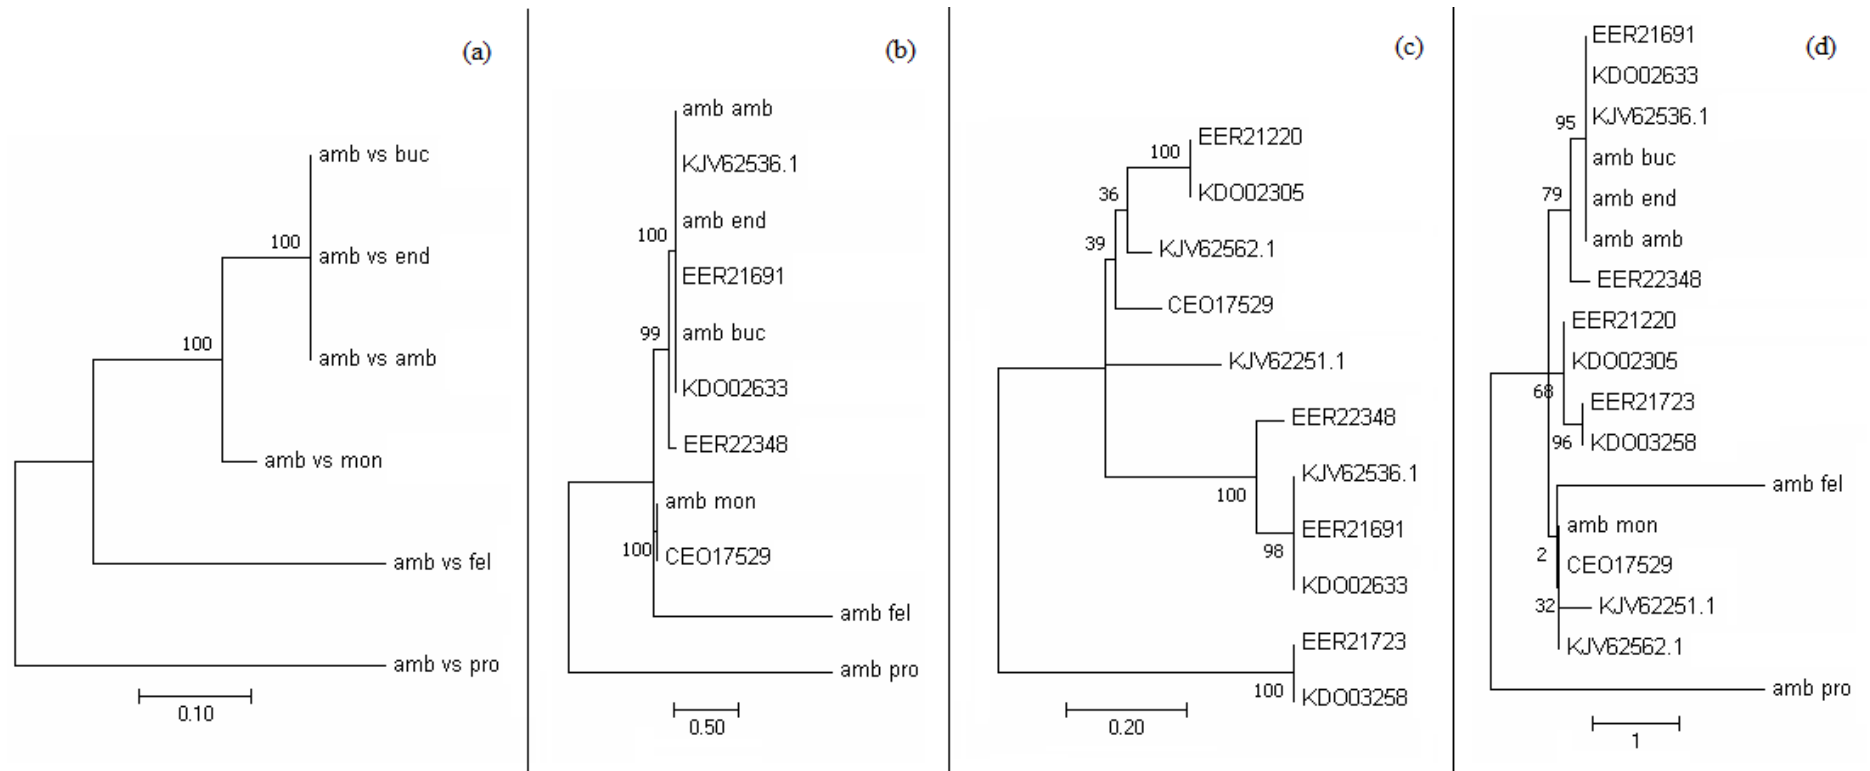 (a)
amb vs buc
100
amb vs end
100
amb vs amb
amb vs mon
amb vs fel
amb vs pro
0.10
(b)
amb amb
KJV62536.1
amb end
100
EER21691
amb buc
99
KDO02633
EER22348
amb mon
100
CEO17529
amb fel
amb pro
0.50
(c)
EER21220
100
KDO02305
36
KJV62562.1
39
CEO17529
KJV62251.1
EER22348
KJV62536.1
100
EER21691
98
KDO02633
EER21723
100
KDO03258
0.20
(d)
EER21691
KDO02633
KJV62536.1
95
amb buc
79
amb end
amb amb
EER22348
EER21220
KDO02305
68
EER21723
96
KDO03258
amb fel
amb mon
2
CEO17529
32
KJV62251.1
KJV62562.1
amb pro
1